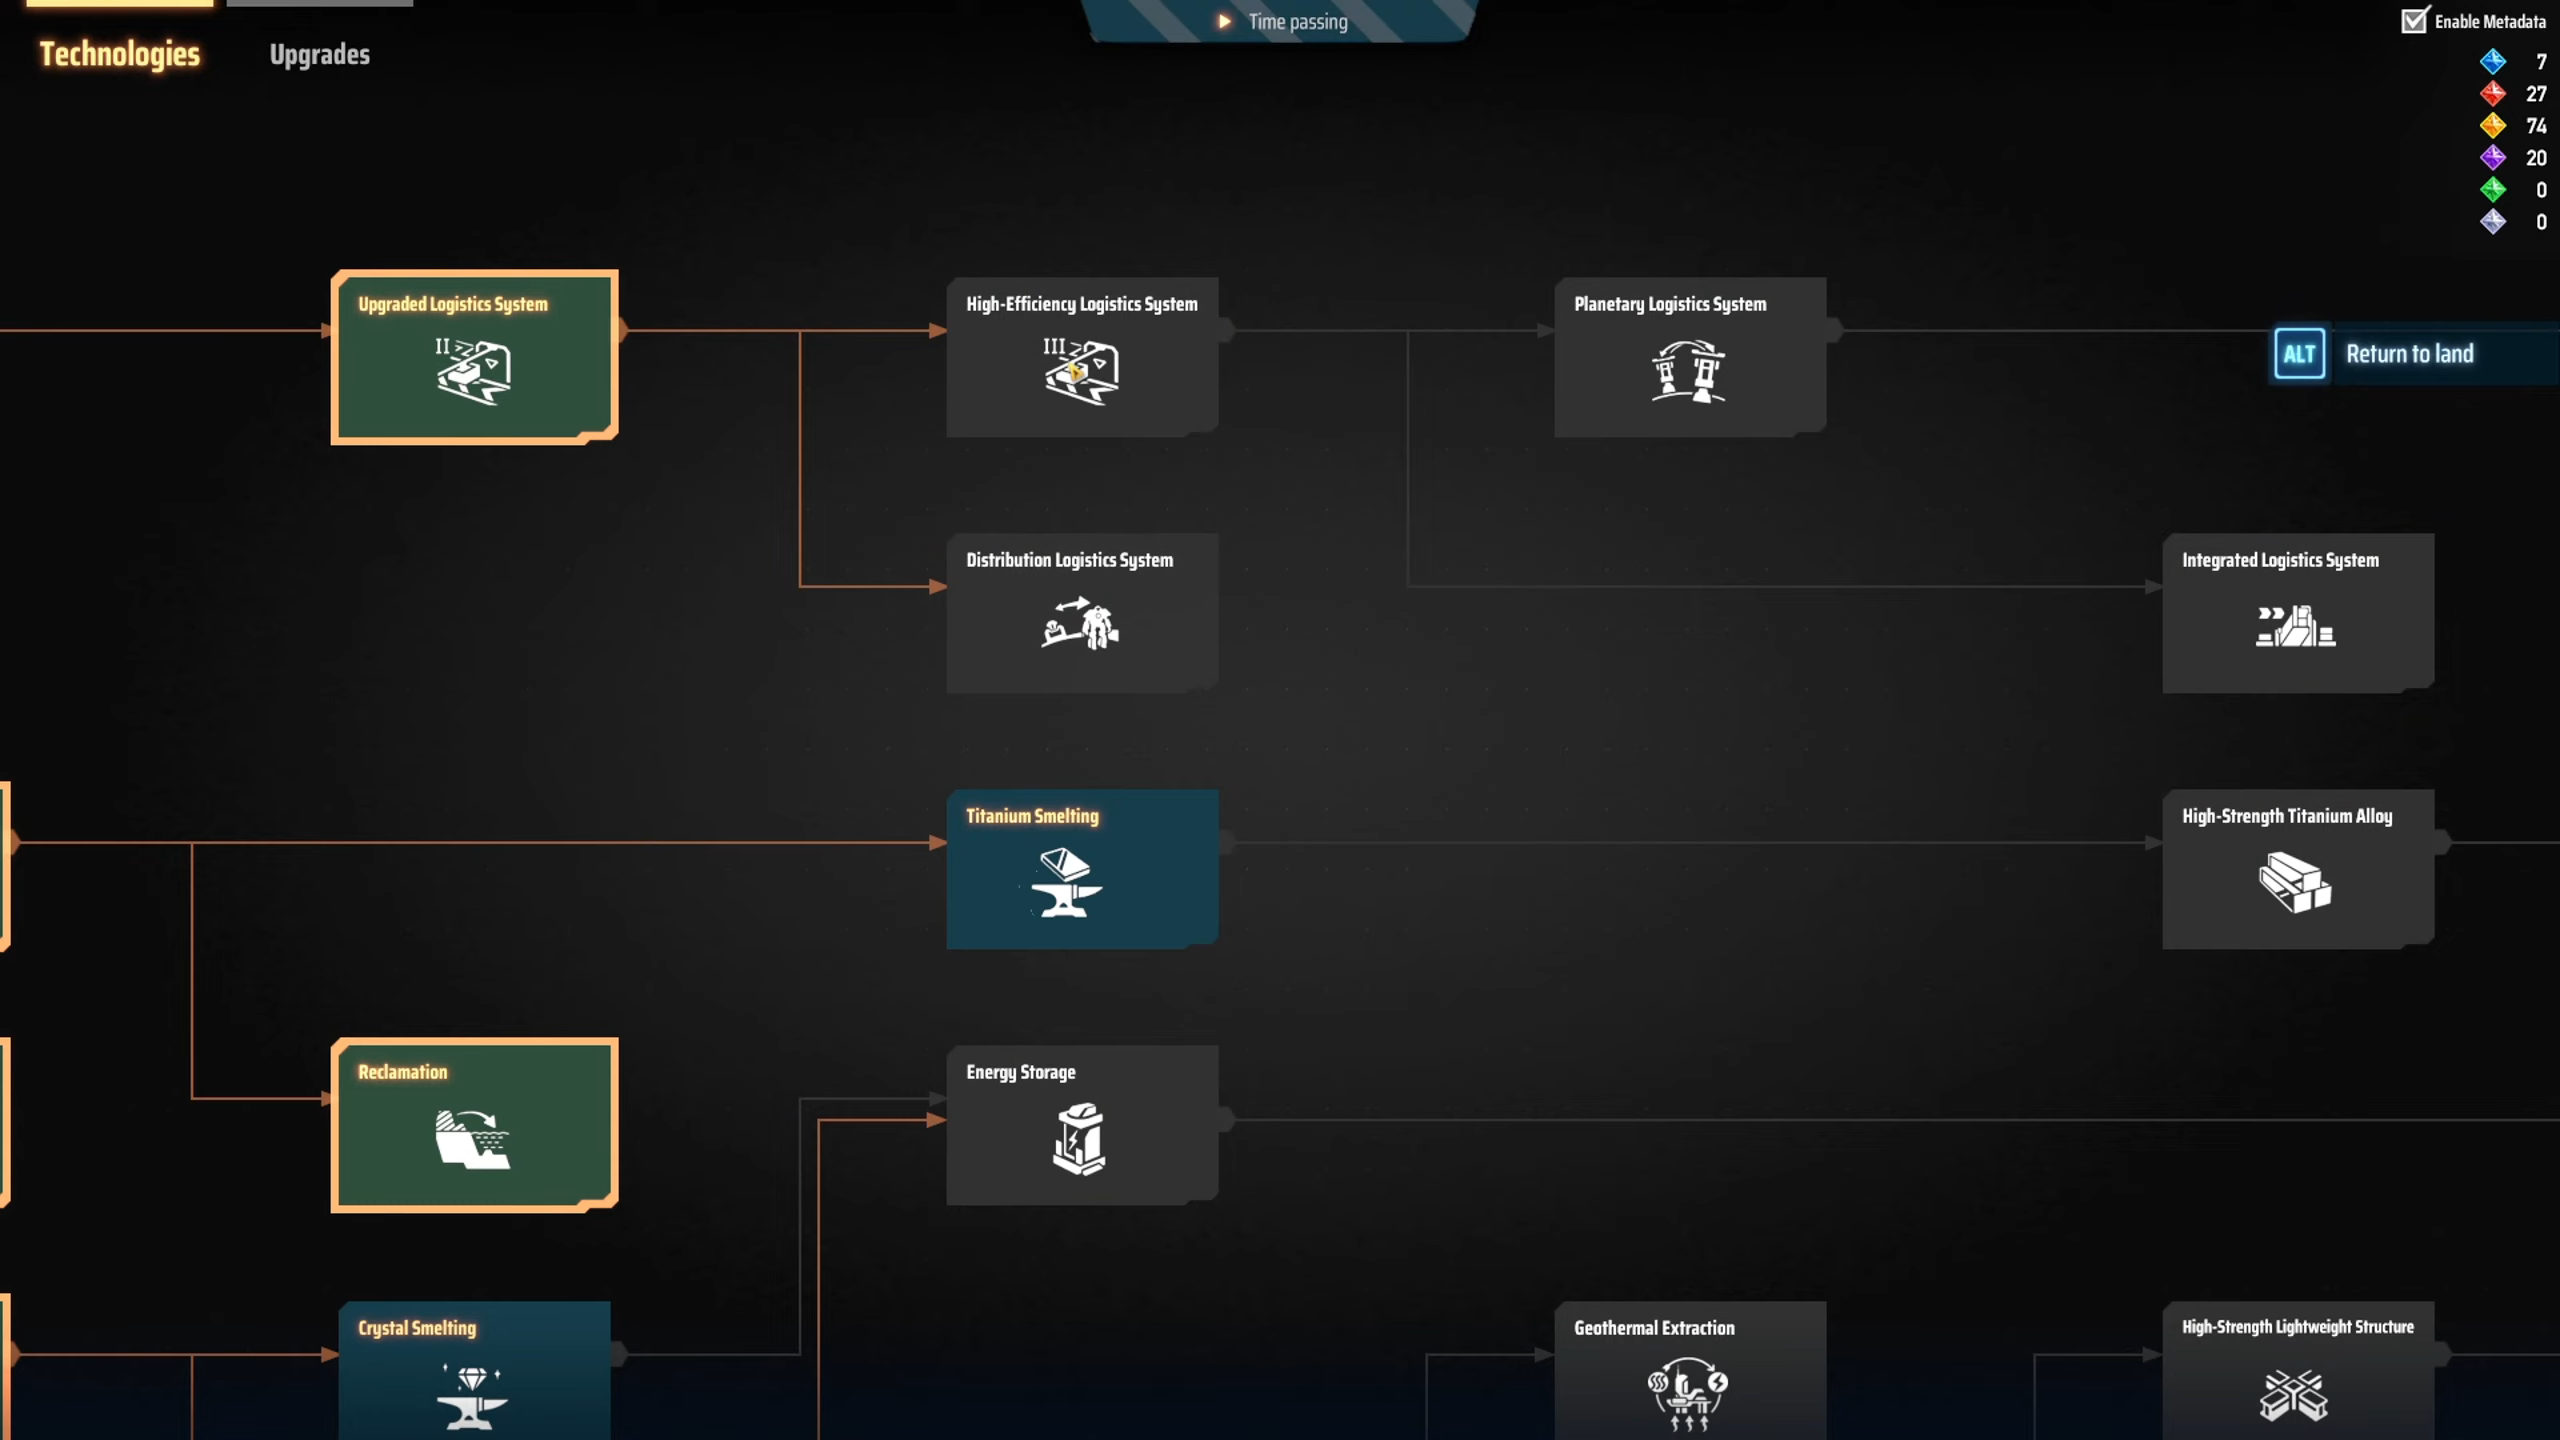 Time passing
Enable Metadata
Technologies
Upgrades
7
27
74
20
0
0
Upgraded Logistics System
II
High-Efficiency Logistics System
III
Planetary Logistics System
ALT
Return to land
Distribution Logistics System
Integrated Logistics System
Titanium Smelting
High-Strength Titanium Alloy
Reclamation
Energy Storage
Crystal Smelting
Geothermal Extraction
High-Strength Lightweight Structure